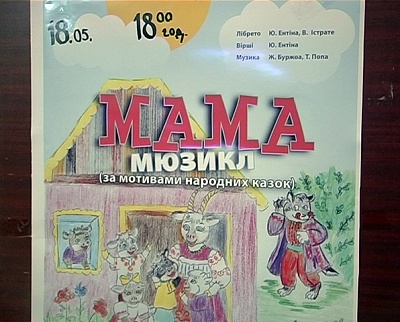 18.05.
18 00 год.
Лібрето Ю. Ентіна, В. Істрате
Вірші Ю. Ентіна
Музика Ж. Буржоа, Т. Попа
МАМА
МЮЗИКЛ
(за мотивами народних казок)